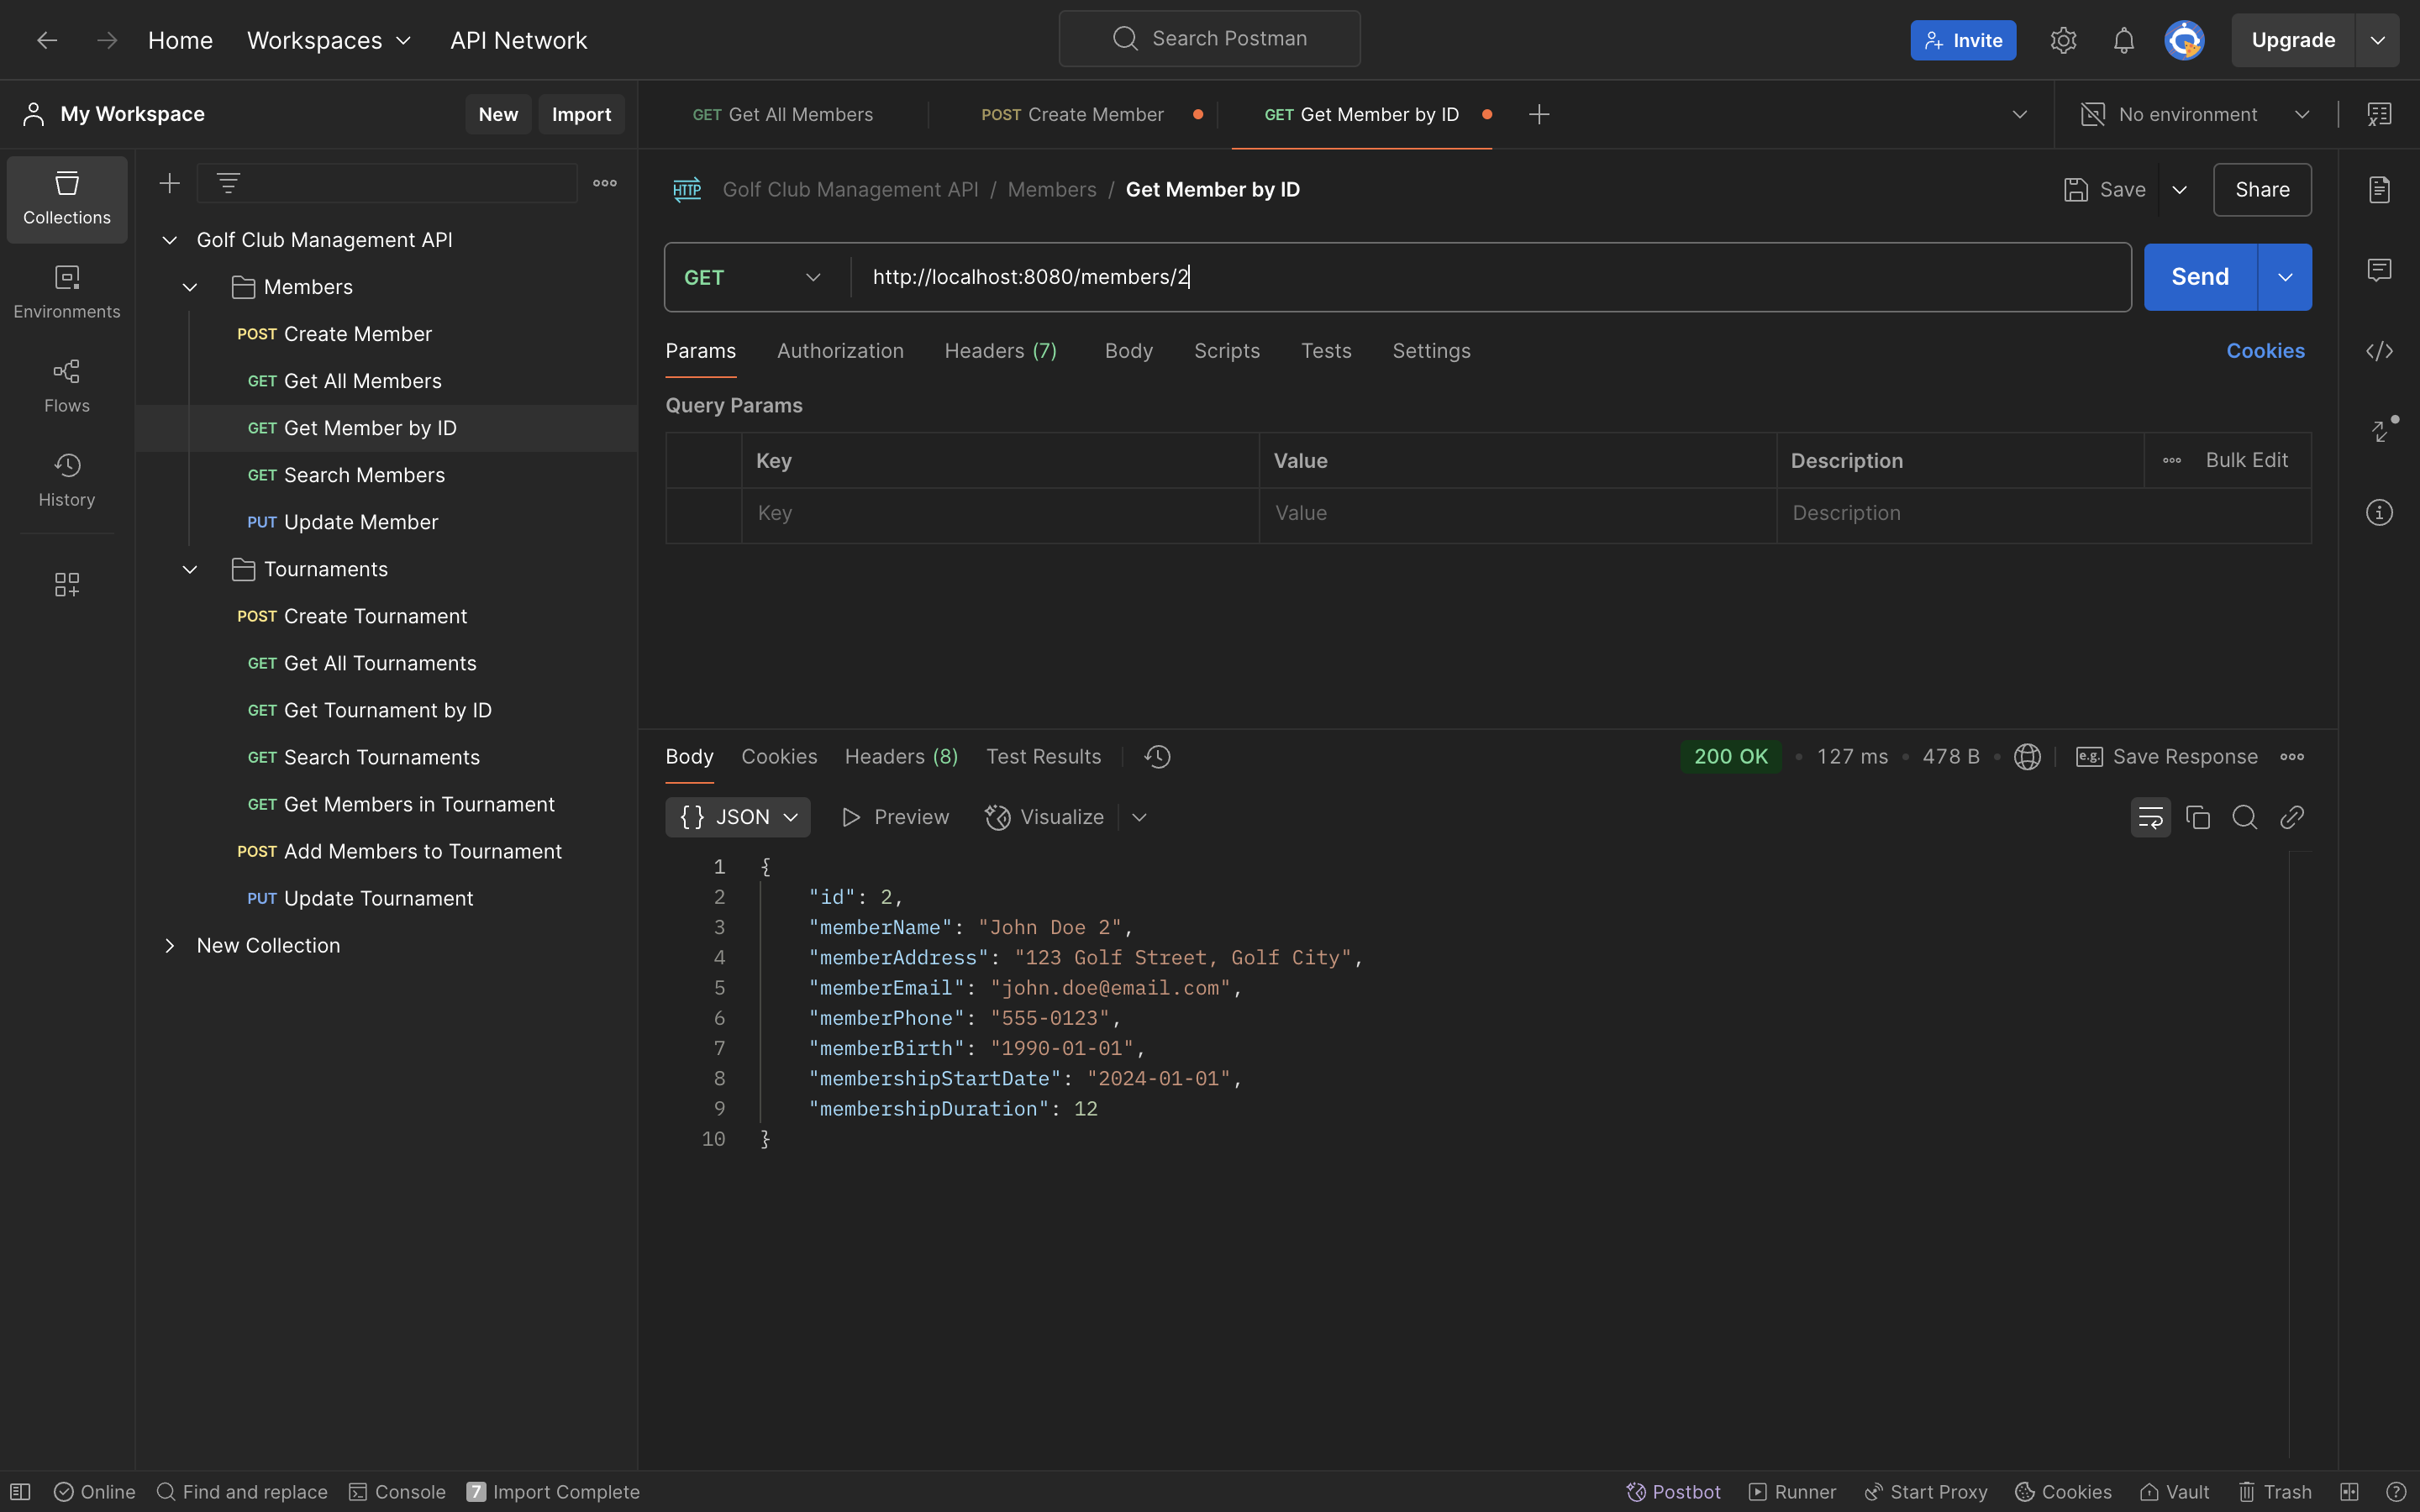 Home Workspaces API Network
Search Postman
Invite
Upgrade
My Workspace
New Import
GET Get All Members
POST Create Member
GET Get Member by ID
No environment
Collections
Environments
Flows
History
Golf Club Management API
Members
POST Create Member
GET Get All Members
GET Get Member by ID
GET Search Members
PUT Update Member
Tournaments
POST Create Tournament
GET Get All Tournaments
GET Get Tournament by ID
GET Search Tournaments
GET Get Members in Tournament
POST Add Members to Tournament
PUT Update Tournament
New Collection
HTTP Golf Club Management API / Members / Get Member by ID
Save
Share
GET http://localhost:8080/members/2
Send
Params Authorization Headers (7) Body Scripts Tests Settings
Cookies
Query Params
Key Value Description Bulk Edit
Key Value Description
Body Cookies Headers (8) Test Results
200 OK • 127 ms • 478 B •
e.g. Save Response
{} JSON Preview Visualize
1 {
2 "id": 2,
3 "memberName": "John Doe 2",
4 "memberAddress": "123 Golf Street, Golf City",
5 "memberEmail": "john.doe@email.com",
6 "memberPhone": "555-0123",
7 "memberBirth": "1990-01-01",
8 "membershipStartDate": "2024-01-01",
9 "membershipDuration": 12
10 }
Online Find and replace Console 7 Import Complete
Postbot Runner Start Proxy Cookies Vault Trash